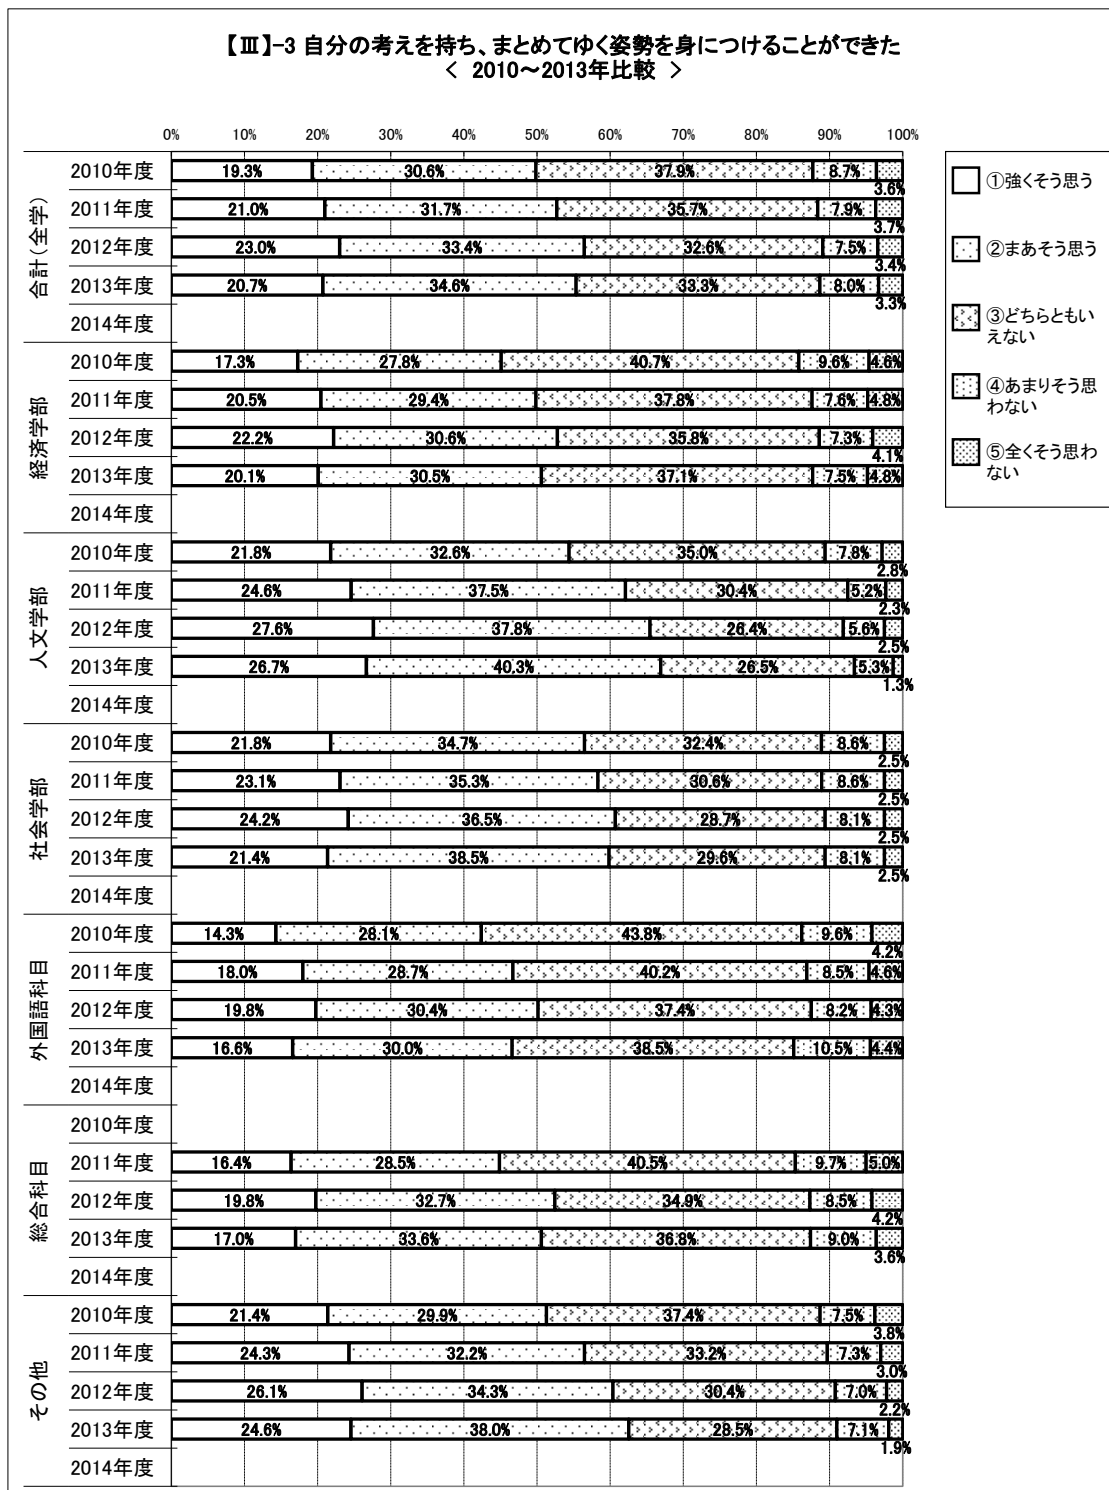 【Ⅲ】-3 自分の考えを持ち、まとめてゆく姿勢を身につけることができた
< 2010～2013年比較 >
0% 10% 20% 30% 40% 50% 60% 70% 80% 90% 100%
合計(全学)
2010年度 19.3% 30.6% 37.9% 8.7% 3.6%
2011年度 21.0% 31.7% 35.7% 7.9% 3.7%
2012年度 23.0% 33.4% 32.6% 7.5% 3.4%
2013年度 20.7% 34.6% 33.3% 8.0% 3.3%
2014年度
経済学部
2010年度 17.3% 27.8% 40.7% 9.6% 4.6%
2011年度 20.5% 29.4% 37.8% 7.6% 4.8%
2012年度 22.2% 30.6% 35.8% 7.3% 4.1%
2013年度 20.1% 30.5% 37.1% 7.5% 4.8%
2014年度
人文学部
2010年度 21.8% 32.6% 35.0% 7.8% 2.8%
2011年度 24.6% 37.5% 30.4% 5.2% 2.3%
2012年度 27.6% 37.8% 26.4% 5.6% 2.5%
2013年度 26.7% 40.3% 26.5% 5.3% 1.3%
2014年度
社会学部
2010年度 21.8% 34.7% 32.4% 8.6% 2.5%
2011年度 23.1% 35.3% 30.6% 8.6% 2.5%
2012年度 24.2% 36.5% 28.7% 8.1% 2.5%
2013年度 21.4% 38.5% 29.6% 8.1% 2.5%
2014年度
外国語科目
2010年度 14.3% 28.1% 43.8% 9.6% 4.2%
2011年度 18.0% 28.7% 40.2% 8.5% 4.6%
2012年度 19.8% 30.4% 37.4% 8.2% 4.3%
2013年度 16.6% 30.0% 38.5% 10.5% 4.4%
2014年度
総合科目
2010年度
2011年度 16.4% 28.5% 40.5% 9.7% 5.0%
2012年度 19.8% 32.7% 34.9% 8.5% 4.2%
2013年度 17.0% 33.6% 36.8% 9.0% 3.6%
2014年度
その他
2010年度 21.4% 29.9% 37.4% 7.5% 3.8%
2011年度 24.3% 32.2% 33.2% 7.3% 3.0%
2012年度 26.1% 34.3% 30.4% 7.0% 2.2%
2013年度 24.6% 38.0% 28.5% 7.1% 1.9%
2014年度
①強くそう思う
②まあそう思う
③どちらともい
えない
④あまりそう思
わない
⑤全くそう思わ
ない